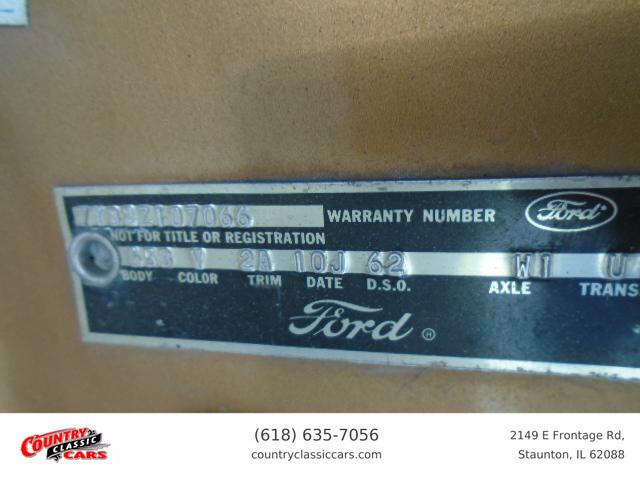 WARRANTY NUMBER Ford
NOT FOR TITLE OR REGISTRATION
2A 10J 62 W1 U
BODY COLOR TRIM DATE D.S.O. AXLE TRANS
Ford ®
COUNTRY CLASSIC CARS
(618) 635-7056
countryclassiccars.com
2149 E Frontage Rd,
Staunton, IL 62088